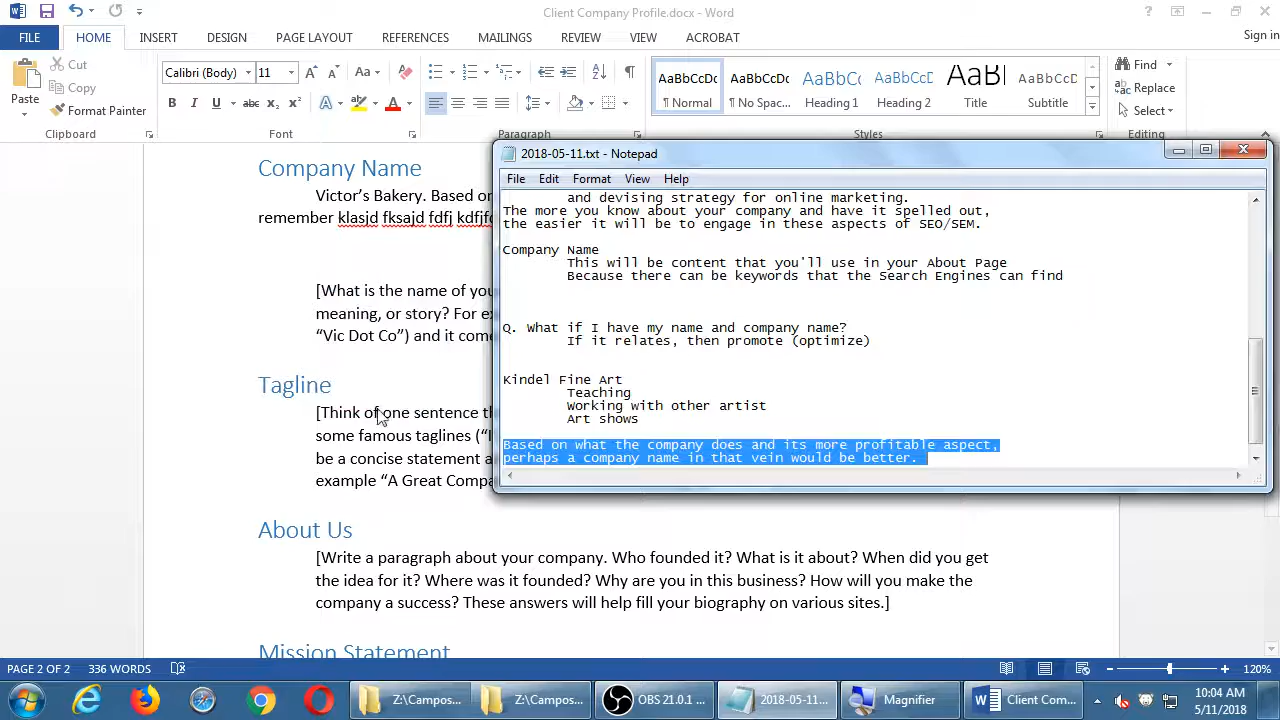 Client Company Profile.docx - Word
Sign in
FILE HOME INSERT DESIGN PAGE LAYOUT REFERENCES MAILINGS REVIEW VIEW ACROBAT
Paste
Cut
Copy
Format Painter
Clipboard
Calibri (Body) 11
Font
Paragraph
AaBbCcDc
¶ Normal
AaBbCcDc
¶ No Spac...
AaBbCc
Heading 1
AaBbCcD
Heading 2
AaB
Title
AaBbCcD
Subtitle
Styles
Find
Replace
Select
Editing
Company Name
Victor's Bakery. Based on
remember klasjd fksajd fdfj kdfjfd
[What is the name of you
meaning, or story? For ex
"Vic Dot Co") and it come
Tagline
[Think of one sentence th
some famous taglines ("I
be a concise statement a
example "A Great Compa
About Us
[Write a paragraph about your company. Who founded it? What is it about? When did you get
the idea for it? Where was it founded? Why are you in this business? How will you make the
company a success? These answers will help fill your biography on various sites.]
Mission Statement
2018-05-11.txt - Notepad
File Edit Format View Help
and devising strategy for online marketing.
The more you know about your company and have it spelled out,
the easier it will be to engage in these aspects of SEO/SEM.
Company Name
This will be content that you'll use in your About Page
Because there can be keywords that the Search Engines can find
Q. What if I have my name and company name?
If it relates, then promote (optimize)
Kindel Fine Art
Teaching
Working with other artist
Art shows
Based on what the company does and its more profitable aspect,
perhaps a company name in that vein would be better.
PAGE 2 OF 2 336 WORDS 120%
Z:\Campos... Z:\Campos... OBS 21.0.1 ... 2018-05-11... Magnifier Client Com...
10:04 AM
5/11/2018